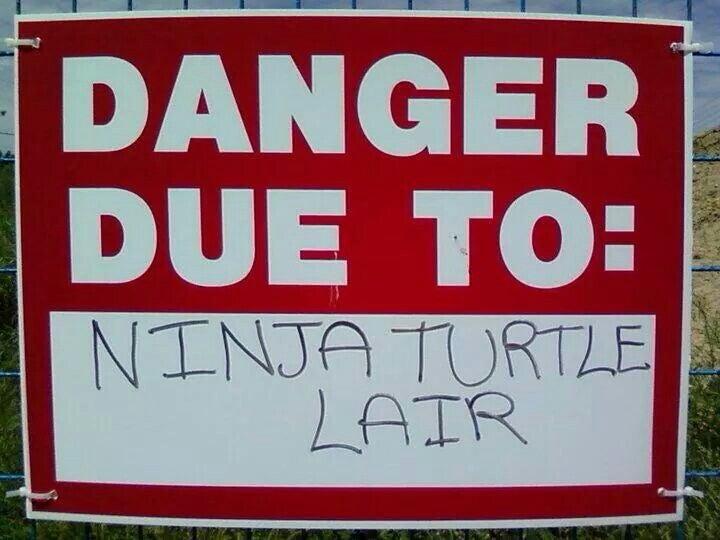 DANGER
DUE TO:
NINJA TURTLE
LAIR